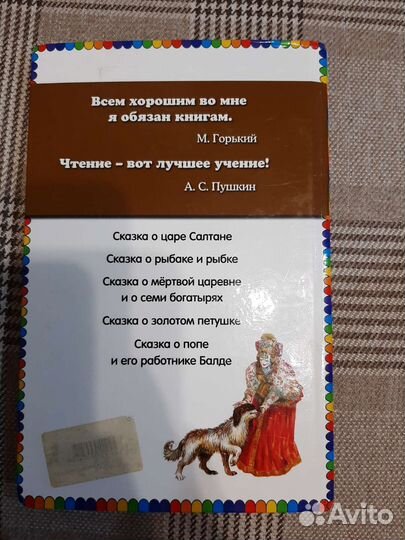 Всем хорошим во мне
я обязан книгам.
М. Горький
Чтение – вот лучшее учение!
А. С. Пушкин
Сказка о царе Салтане
Сказка о рыбаке и рыбке
Сказка о мёртвой царевне
и о семи богатырях
Сказка о золотом петушке
Сказка о попе
и его работнике Балде
Avito